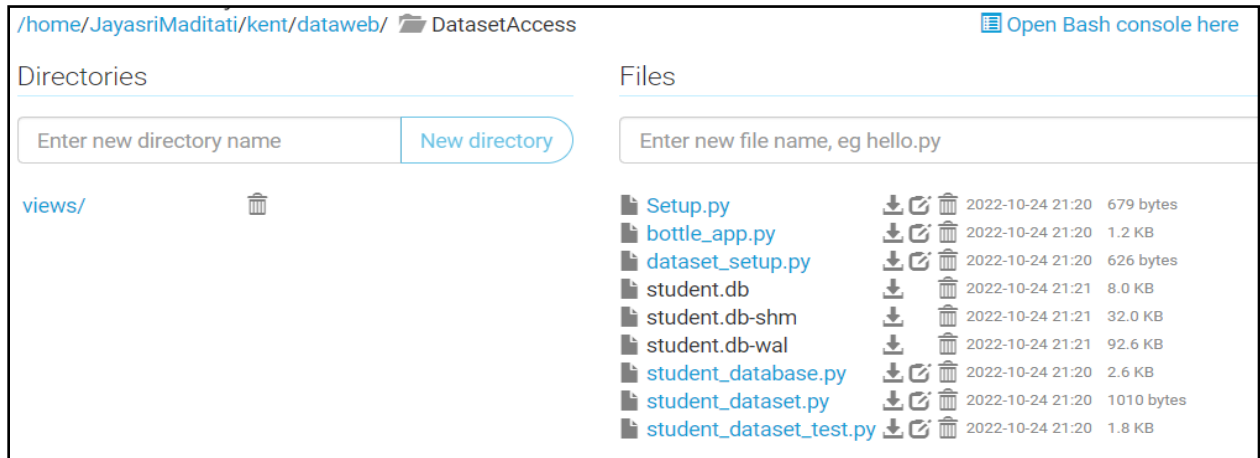 /home/JayasriMaditati/kent/dataweb/ DatasetAccess Open Bash console here
Directories
Enter new directory name New directory
views/
Files
Enter new file name, eg hello.py
Setup.py 2022-10-24 21:20 679 bytes
bottle_app.py 2022-10-24 21:20 1.2 KB
dataset_setup.py 2022-10-24 21:20 626 bytes
student.db 2022-10-24 21:21 8.0 KB
student.db-shm 2022-10-24 21:21 32.0 KB
student.db-wal 2022-10-24 21:21 92.6 KB
student_database.py 2022-10-24 21:20 2.6 KB
student_dataset.py 2022-10-24 21:20 1010 bytes
student_dataset_test.py 2022-10-24 21:20 1.8 KB